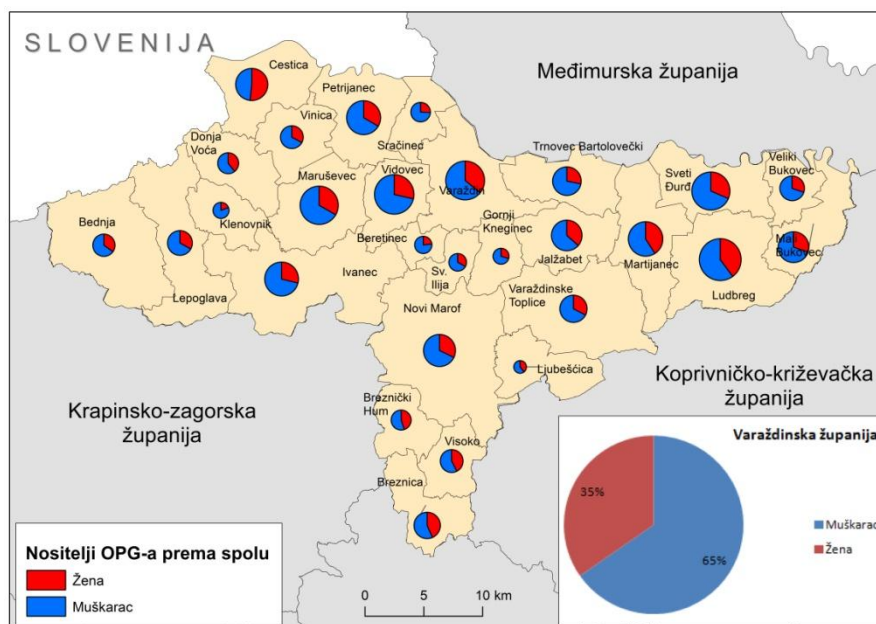 SLOVENIJA
Cestica
Međimurska županija
Petrijanec
Vinica
Donja
Voća
Sračinec
Trnovec Bartolovečki
Veliki
Bukovec
Sveti
Đurđ
Maruševec
Vidovec
Varaždin
Bednja
Klenovnik
Gornji
Kneginec
Beretinec
Jalžabet
Mali
Bukovec
Martijanec
Sv.
Ilija
Ivanec
Lepoglava
Varaždinske
Toplice
Ludbreg
Novi Marof
Ljubešćica
Koprivničko-križevačka
županija
Krapinsko-zagorska
županija
Breznički
Hum
Visoko
Breznica
Varaždinska županija
35%
65%
Muškarac
Žena
Nositelji OPG-a prema spolu
Žena
Muškarac
0 5 10 km